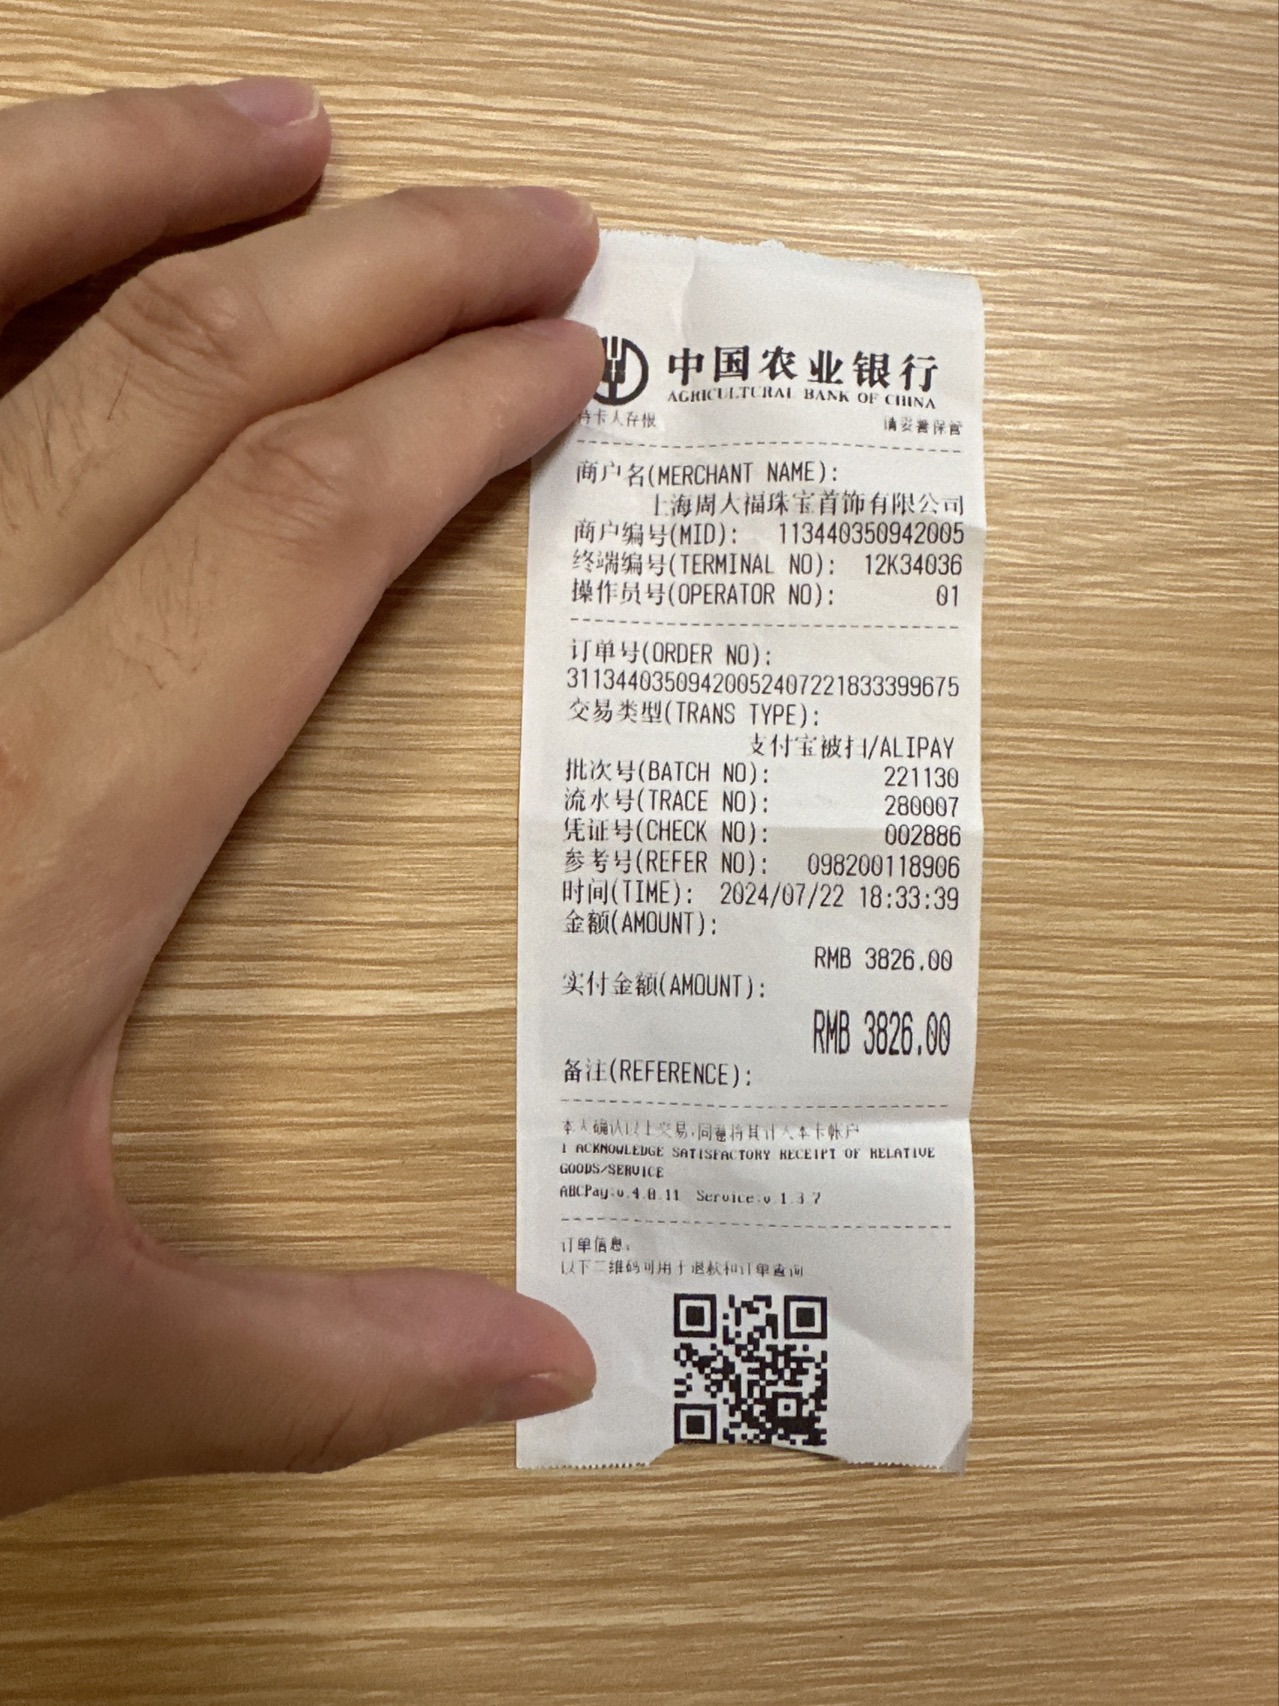 中国农业银行
AGRICULTURAL BANK OF CHINA
持卡人存根 请妥善保管
商户名(MERCHANT NAME):
上海周大福珠宝首饰有限公司
商户编号(MID): 113440350942005
终端编号(TERMINAL NO): 12K34036
操作员号(OPERATOR NO): 01
订单号(ORDER NO):
31134403509420052407221833399675
交易类型(TRANS TYPE):
支付宝被扫/ALIPAY
批次号(BATCH NO): 221130
流水号(TRACE NO): 280007
凭证号(CHECK NO): 002886
参考号(REFER NO): 098200118906
时间(TIME): 2024/07/22 18:33:39
金额(AMOUNT):
RMB 3826.00
实付金额(AMOUNT):
RMB 3826.00
备注(REFERENCE):
本人确认以上交易,同意将其计入本卡帐户
I ACKNOWLEDGE SATISFACTORY RECEIPT OF RELATIVE
GOODS/SERVICE
ABCPay:v.4.0.11 Service:v.1.3.7
订单信息:
以下二维码可用于退款和订单查询